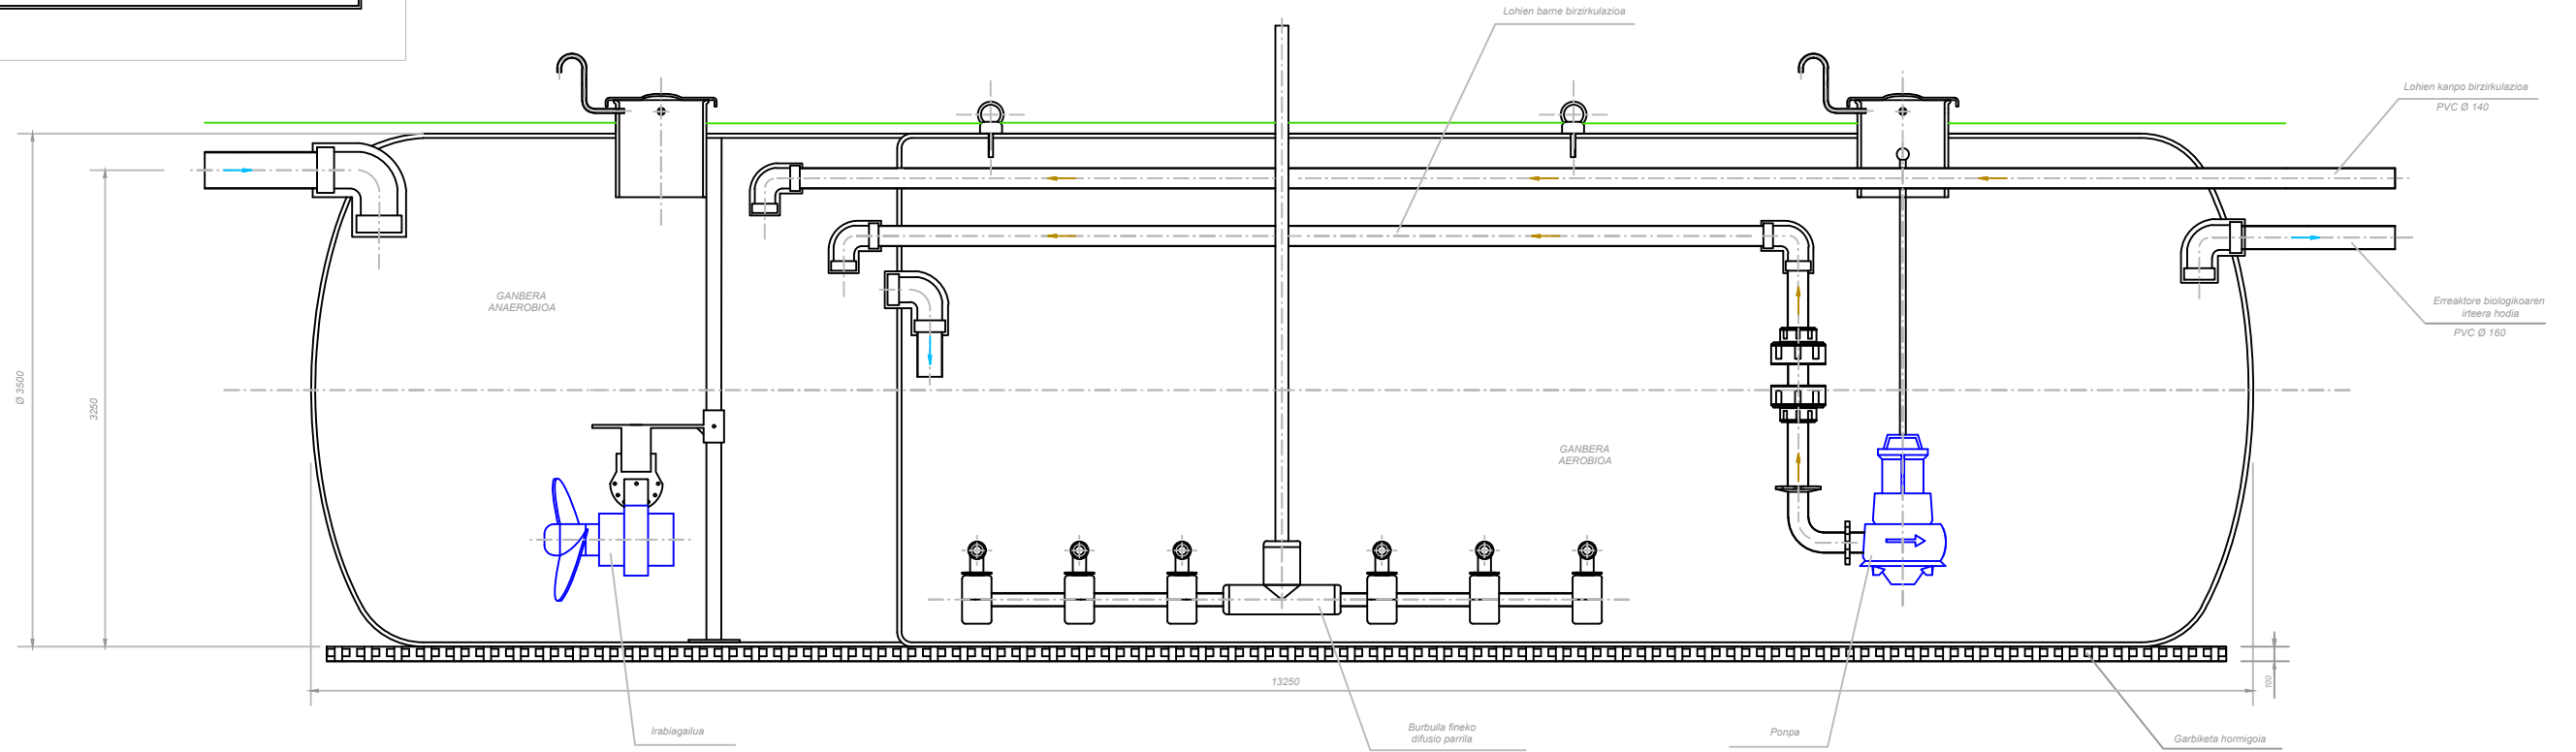 Lohien barne birzirkulazioa
Lohien kanpo birzirkulazioa
PVC Ø 140
GANBERA
ANAEROBIOA
Erreaktore biologikoaren
irteera hodia
PVC Ø 160
Ø 3500
3250
GANBERA
AEROBIOA
13250
100
Irabiagailua
Burbuila fineko
difusio parrila
Ponpa
Garbiketa hormigoia